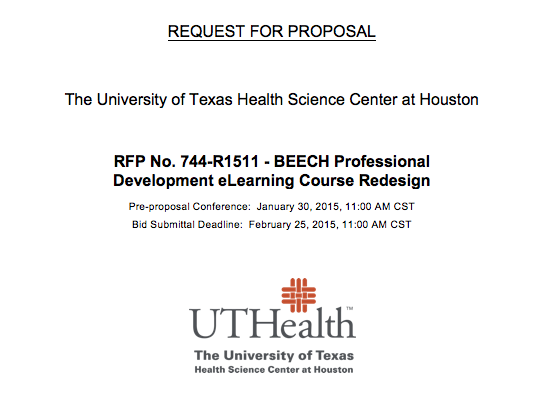 REQUEST FOR PROPOSAL
The University of Texas Health Science Center at Houston
RFP No. 744-R1511 - BEECH Professional
Development eLearning Course Redesign
Pre-proposal Conference: January 30, 2015, 11:00 AM CST
Bid Submittal Deadline: February 25, 2015, 11:00 AM CST
UTHealth™
The University of Texas
Health Science Center at Houston